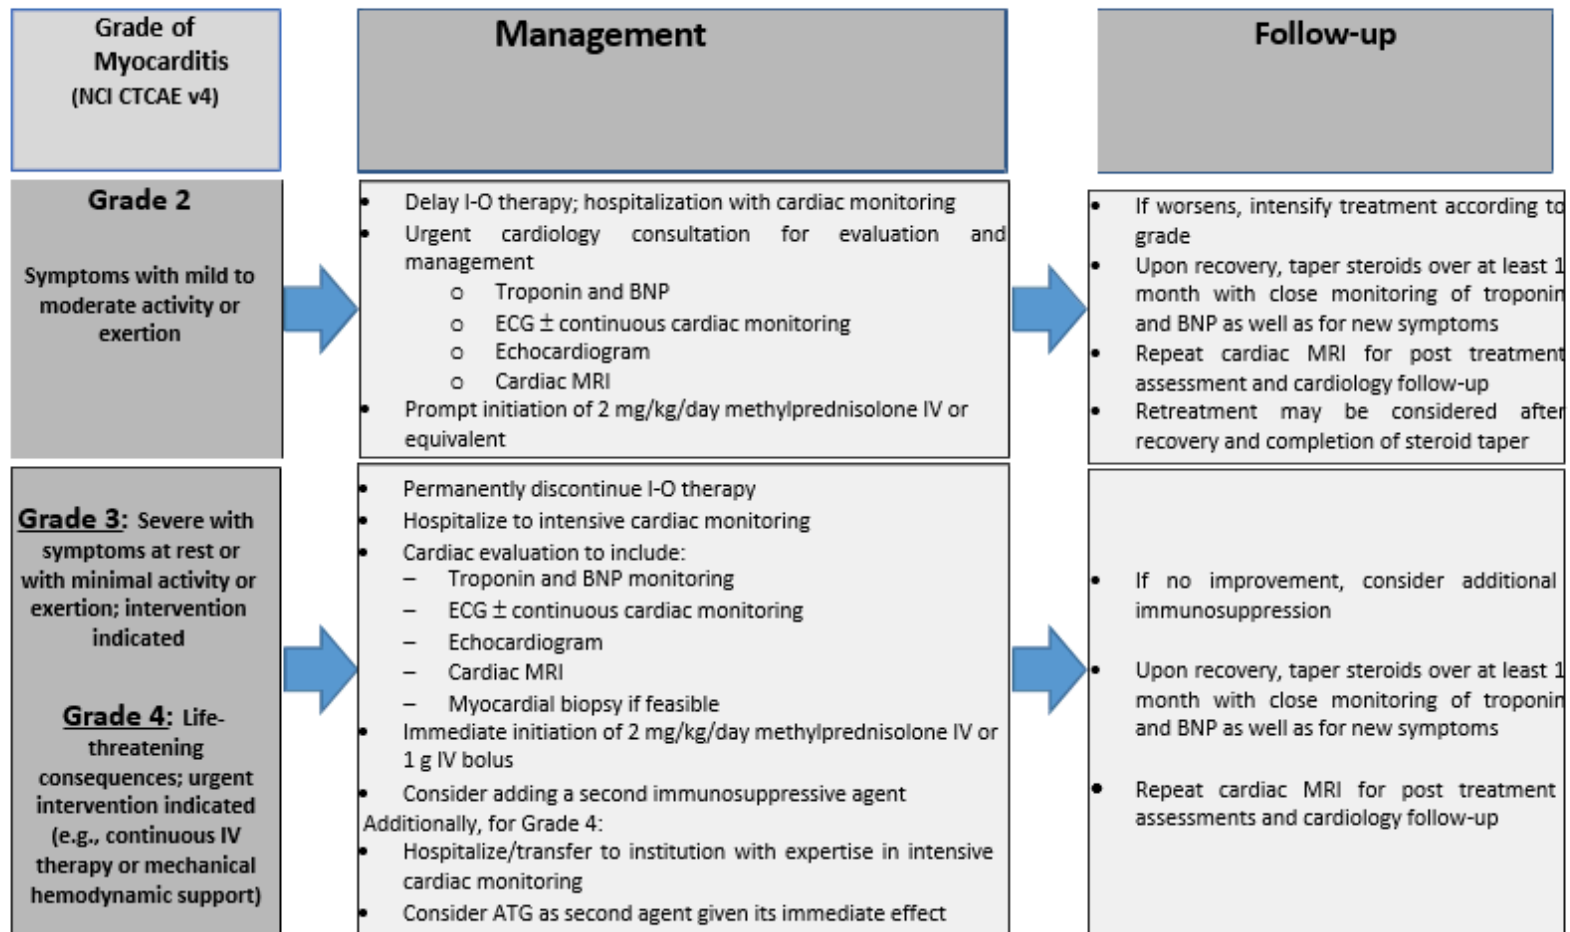 Grade of
Myocarditis
(NCI CTCAE v4)
Management
Follow-up
Grade 2
Symptoms with mild to
moderate activity or
exertion
• Delay I-O therapy; hospitalization with cardiac monitoring
• Urgent cardiology consultation for evaluation and
management
o Troponin and BNP
o ECG ± continuous cardiac monitoring
o Echocardiogram
o Cardiac MRI
• Prompt initiation of 2 mg/kg/day methylprednisolone IV or
equivalent
• If worsens, intensify treatment according to
grade
• Upon recovery, taper steroids over at least 1
month with close monitoring of troponin
and BNP as well as for new symptoms
• Repeat cardiac MRI for post treatment
assessment and cardiology follow-up
• Retreatment may be considered after
recovery and completion of steroid taper
Grade 3: Severe with
symptoms at rest or
with minimal activity or
exertion; intervention
indicated
Grade 4: Life-
threatening
consequences; urgent
intervention indicated
(e.g., continuous IV
therapy or mechanical
hemodynamic support)
• Permanently discontinue I-O therapy
• Hospitalize to intensive cardiac monitoring
• Cardiac evaluation to include:
– Troponin and BNP monitoring
– ECG ± continuous cardiac monitoring
– Echocardiogram
– Cardiac MRI
– Myocardial biopsy if feasible
• Immediate initiation of 2 mg/kg/day methylprednisolone IV or
1 g IV bolus
• Consider adding a second immunosuppressive agent
Additionally, for Grade 4:
• Hospitalize/transfer to institution with expertise in intensive
cardiac monitoring
• Consider ATG as second agent given its immediate effect
• If no improvement, consider additional
immunosuppression
• Upon recovery, taper steroids over at least 1
month with close monitoring of troponin
and BNP as well as for new symptoms
• Repeat cardiac MRI for post treatment
assessments and cardiology follow-up